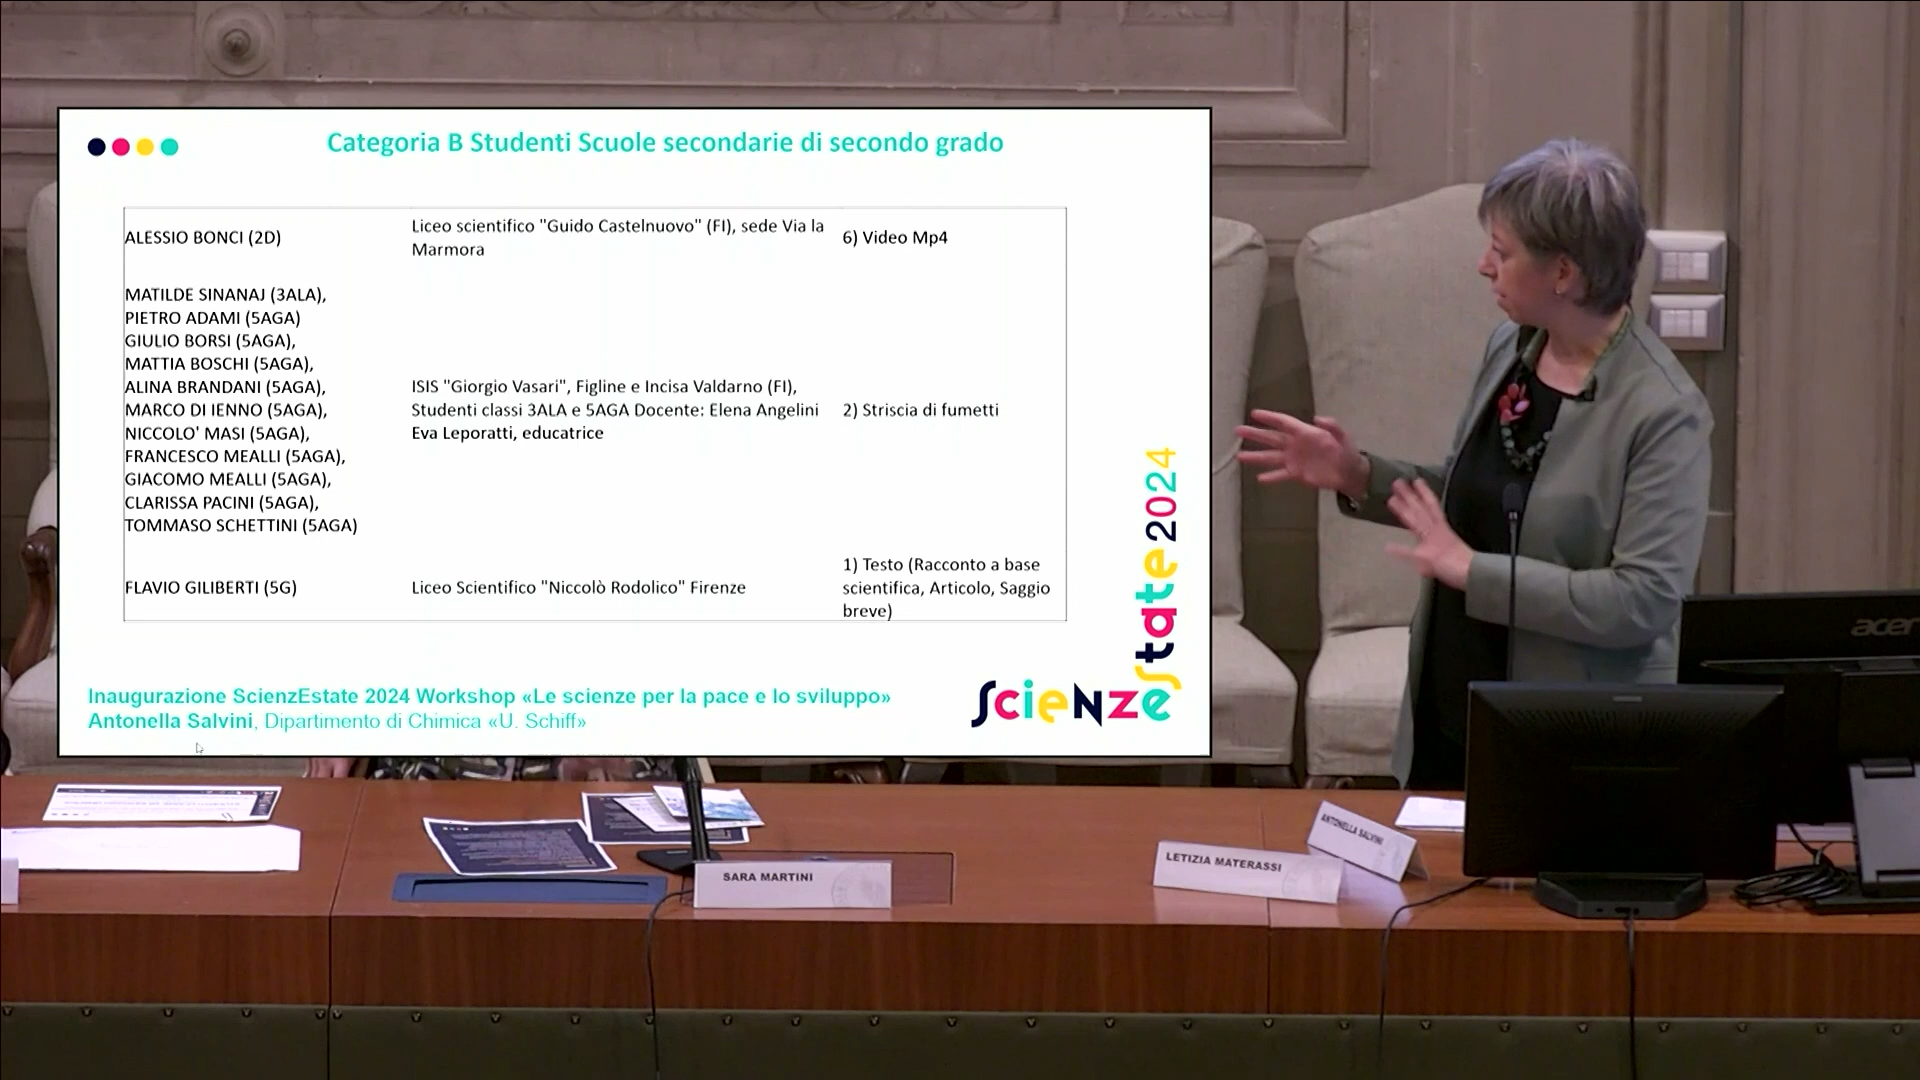 Categoria B Studenti Scuole secondarie di secondo grado
ALESSIO BONCI (2D)
Liceo scientifico "Guido Castelnuovo" (FI), sede Via la
Marmora
6) Video Mp4
MATILDE SINANAJ (3ALA),
PIETRO ADAMI (5AGA)
GIULIO BORSI (5AGA),
MATTIA BOSCHI (5AGA),
ALINA BRANDANI (5AGA),
MARCO DI IENNO (5AGA),
NICCOLO' MASI (5AGA),
FRANCESCO MEALLI (5AGA),
GIACOMO MEALLI (5AGA),
CLARISSA PACINI (5AGA),
TOMMASO SCHETTINI (5AGA)
ISIS "Giorgio Vasari", Figline e Incisa Valdarno (FI),
Studenti classi 3ALA e 5AGA Docente: Elena Angelini
Eva Leporatti, educatrice
2) Striscia di fumetti
FLAVIO GILIBERTI (5G)
Liceo Scientifico "Niccolò Rodolico" Firenze
1) Testo (Racconto a base
scientifica, Articolo, Saggio
breve)
Inaugurazione ScienzEstate 2024 Workshop «Le scienze per la pace e lo sviluppo»
Antonella Salvini, Dipartimento di Chimica «U. Schiff»
ScieNze
State2024
acer
SARA MARTINI
LETIZIA MATERASSI
ANTONELLA SALVINI